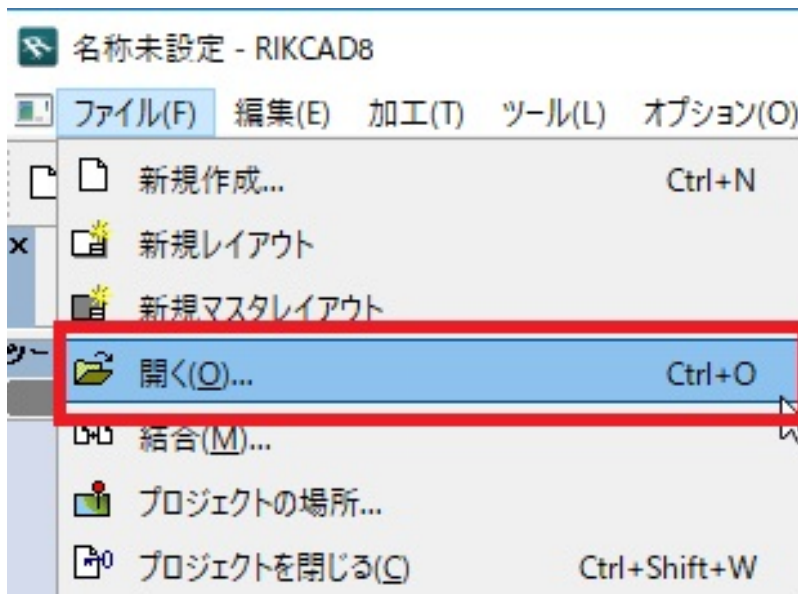 名称未設定 - RIKCAD8
ファイル(F) 編集(E) 加工(T) ツール(L) オプション(O)
新規作成... Ctrl+N
新規レイアウト
新規マスタレイアウト
開く(O)... Ctrl+O
結合(M)...
プロジェクトの場所...
プロジェクトを閉じる(C) Ctrl+Shift+W